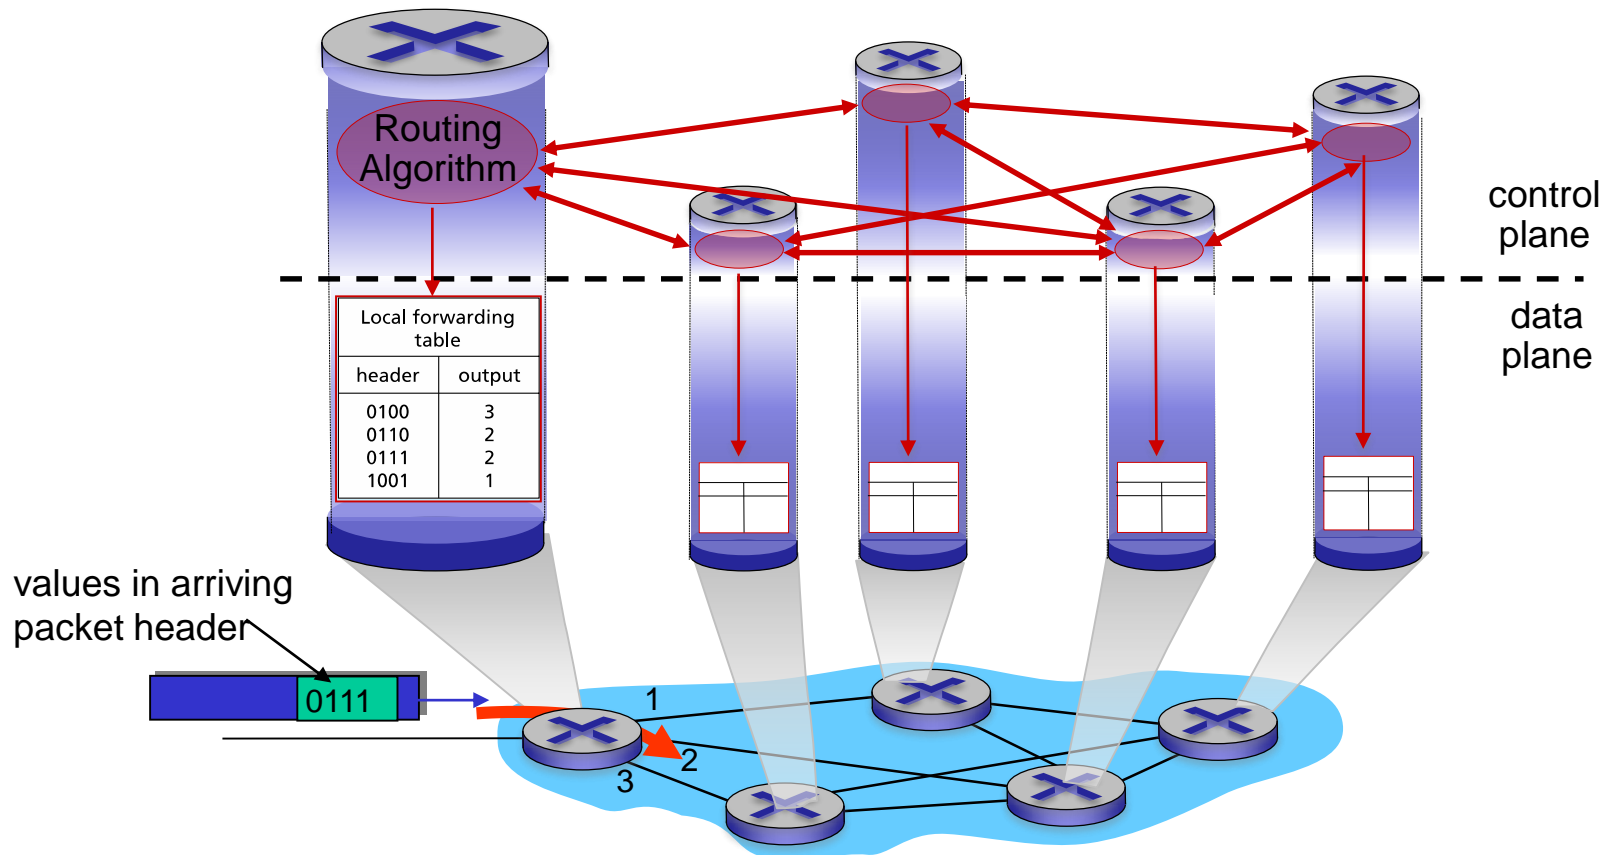 Routing
Algorithm
control
plane
data
plane
Local forwarding
table
header output
0100 3
0110 2
0111 2
1001 1
values in arriving
packet header
0111
1
2
3